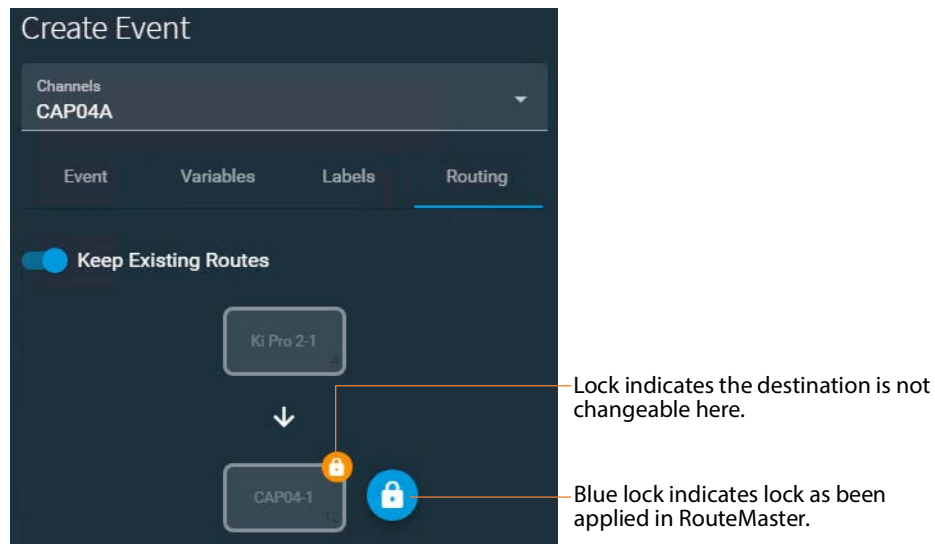 Create Event
Channels
CAP04A
Event Variables Labels Routing
Keep Existing Routes
Ki Pro 2-1
4
Lock indicates the destination is not
changeable here.
CAP04-1
Blue lock indicates lock as been
applied in RouteMaster.